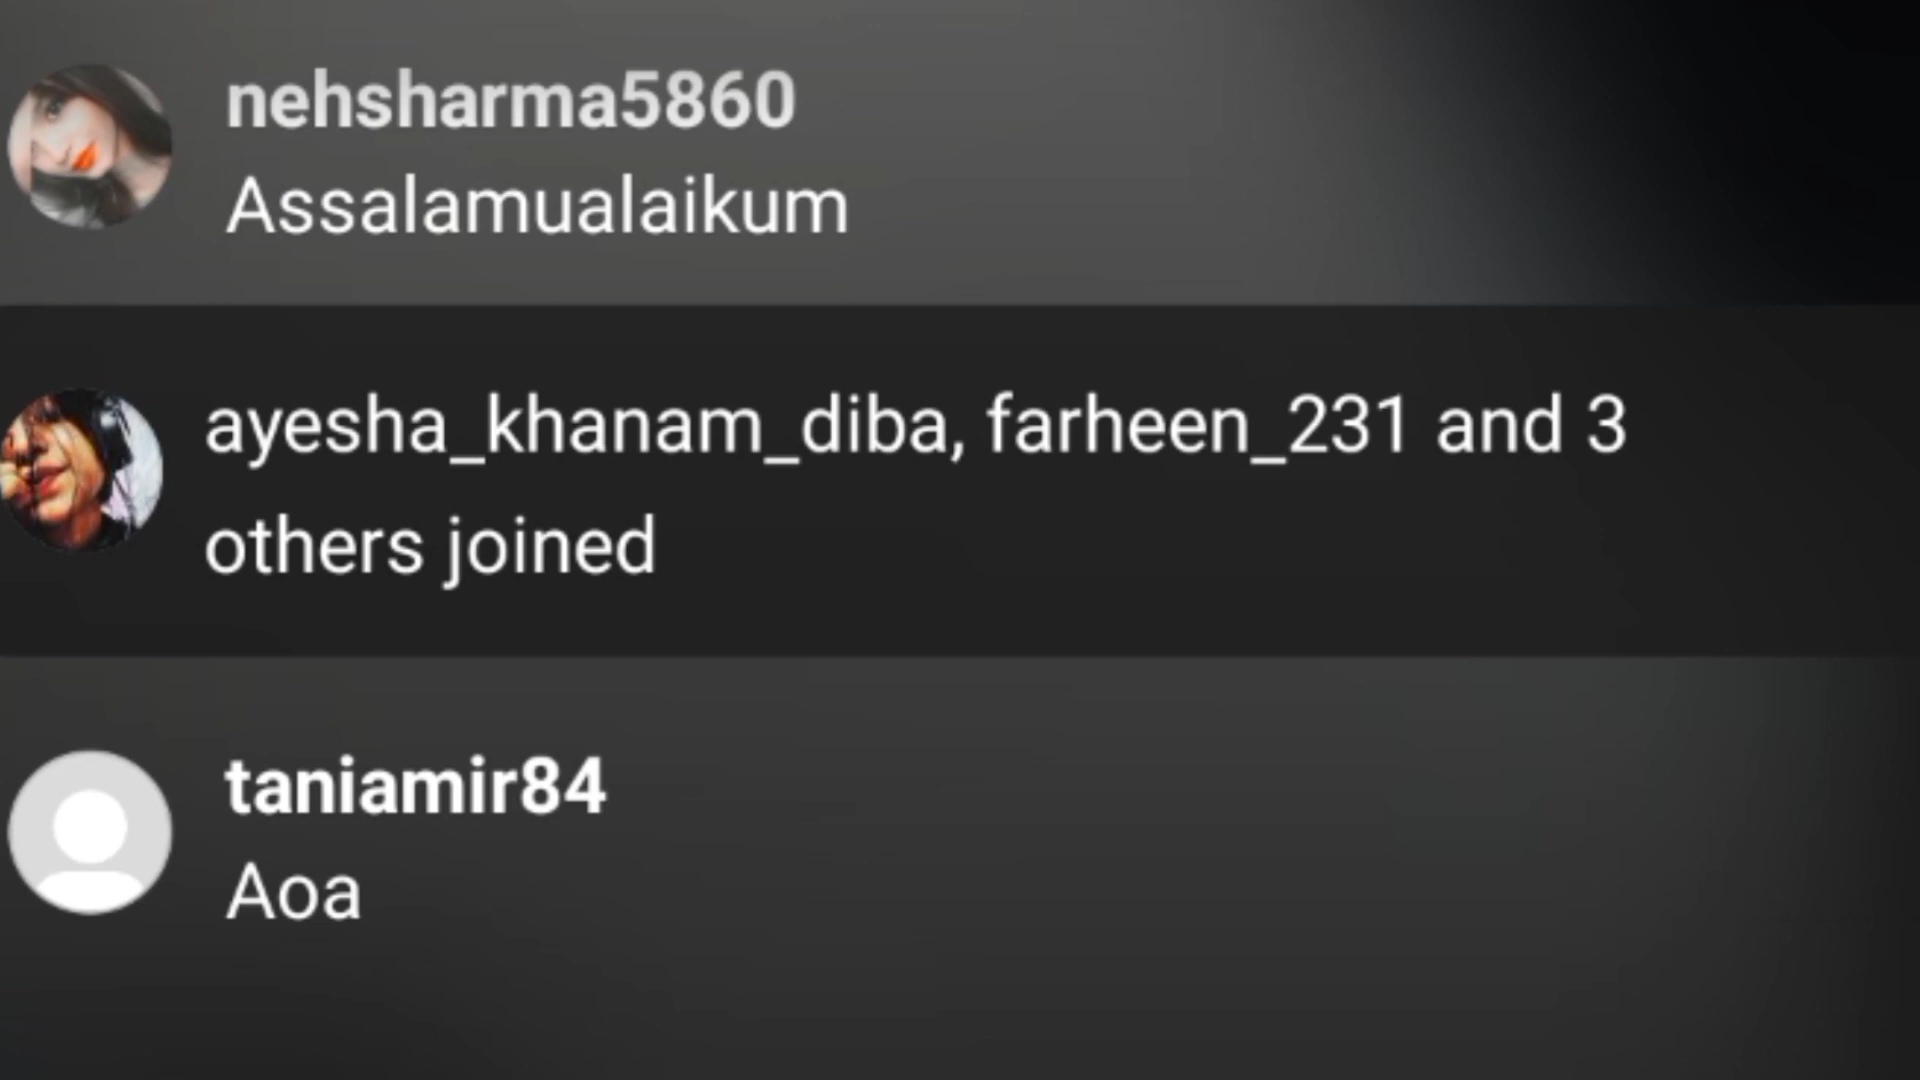 nehsharma5860
Assalamualaikum
ayesha_khanam_diba, farheen_231 and 3
others joined
taniamir84
Aoa